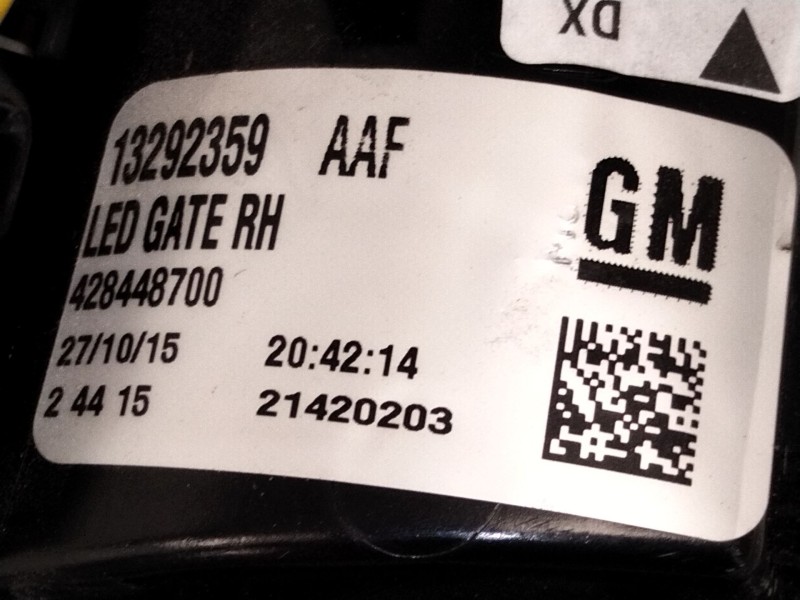 DX
13292359 AAF
GM
LED GATE RH
428448700
27/10/15 20:42:14
2 44 15 21420203